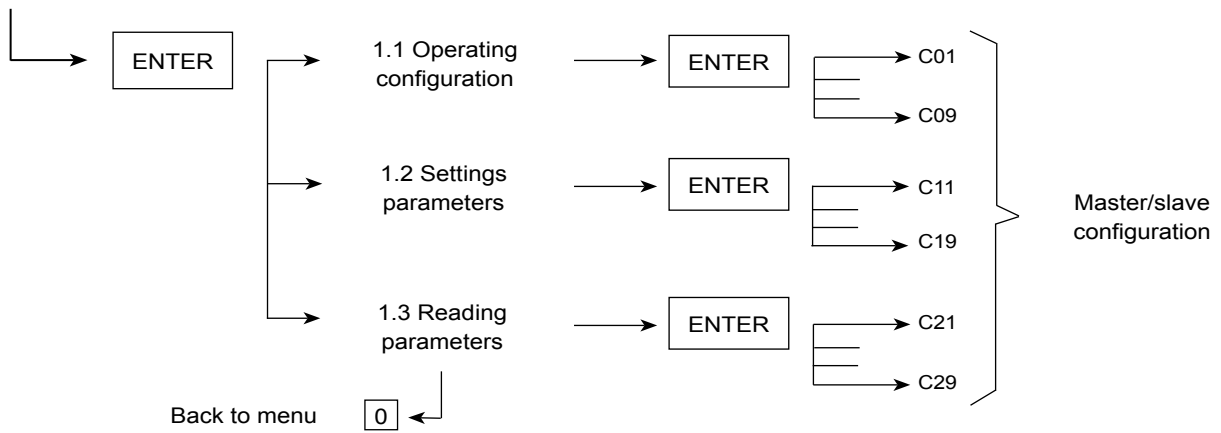 ENTER
1.1 Operating
configuration
ENTER
C01
C09
1.2 Settings
parameters
ENTER
C11
C19
Master/slave
configuration
1.3 Reading
parameters
ENTER
C21
C29
Back to menu
0